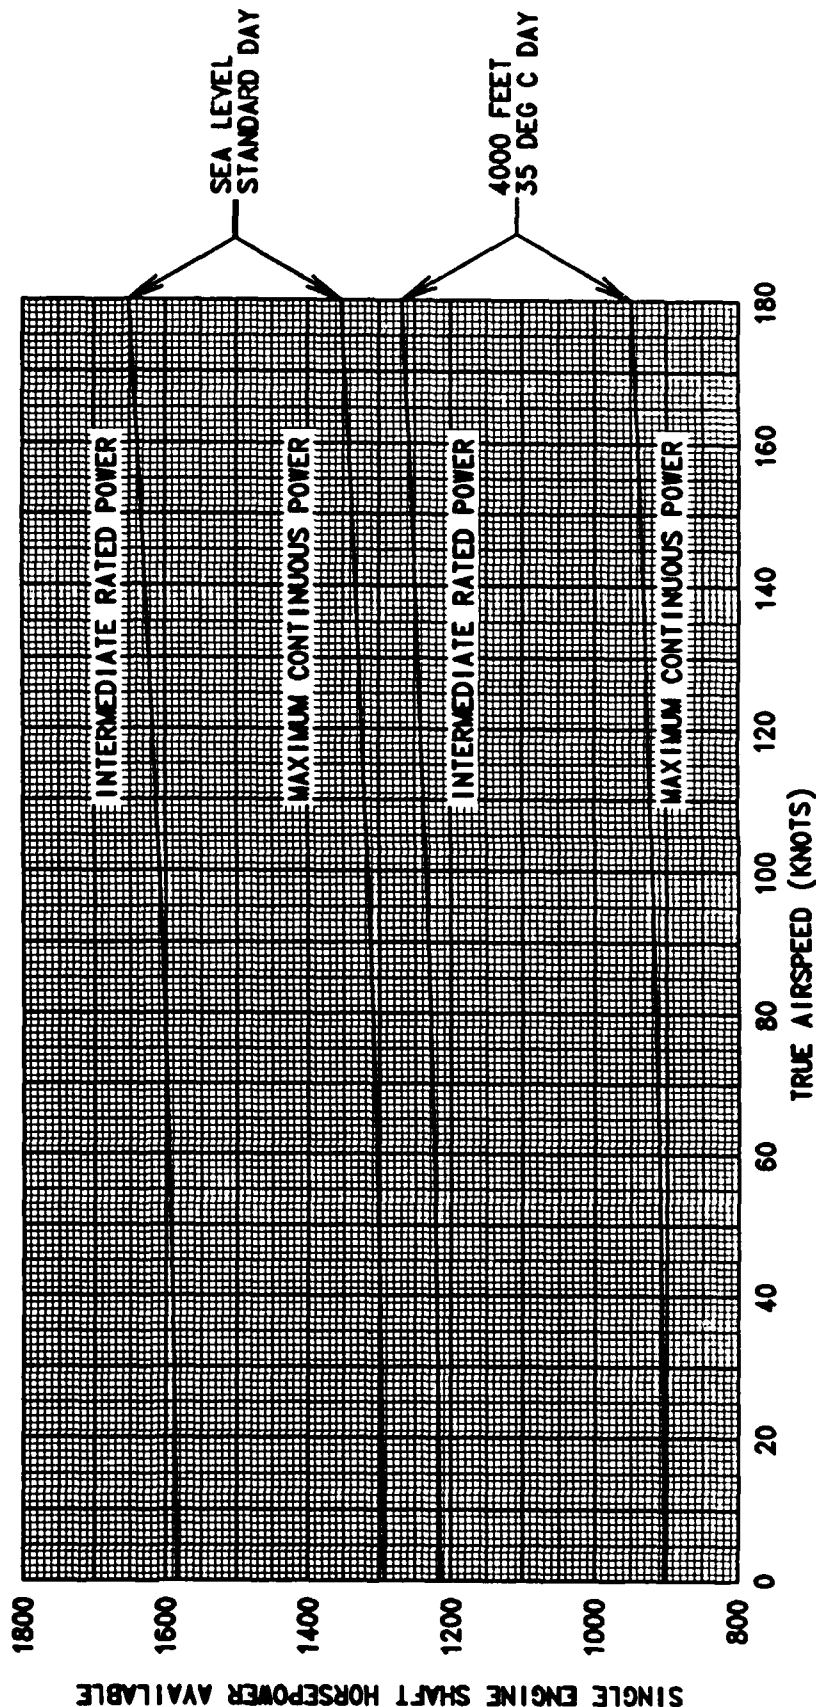 SINGLE ENGINE SHAFT HORSEPOWER AVAILABLE
1800
1600
1400
1200
1000
800
INTERMEDIATE RATED POWER
MAXIMUM CONTINUOUS POWER
INTERMEDIATE RATED POWER
MAXIMUM CONTINUOUS POWER
SEA LEVEL
STANDARD DAY
4000 FEET
35 DEG C DAY
0 20 40 60 80 100 120 140 160 180
TRUE AIRSPEED (KNOTS)